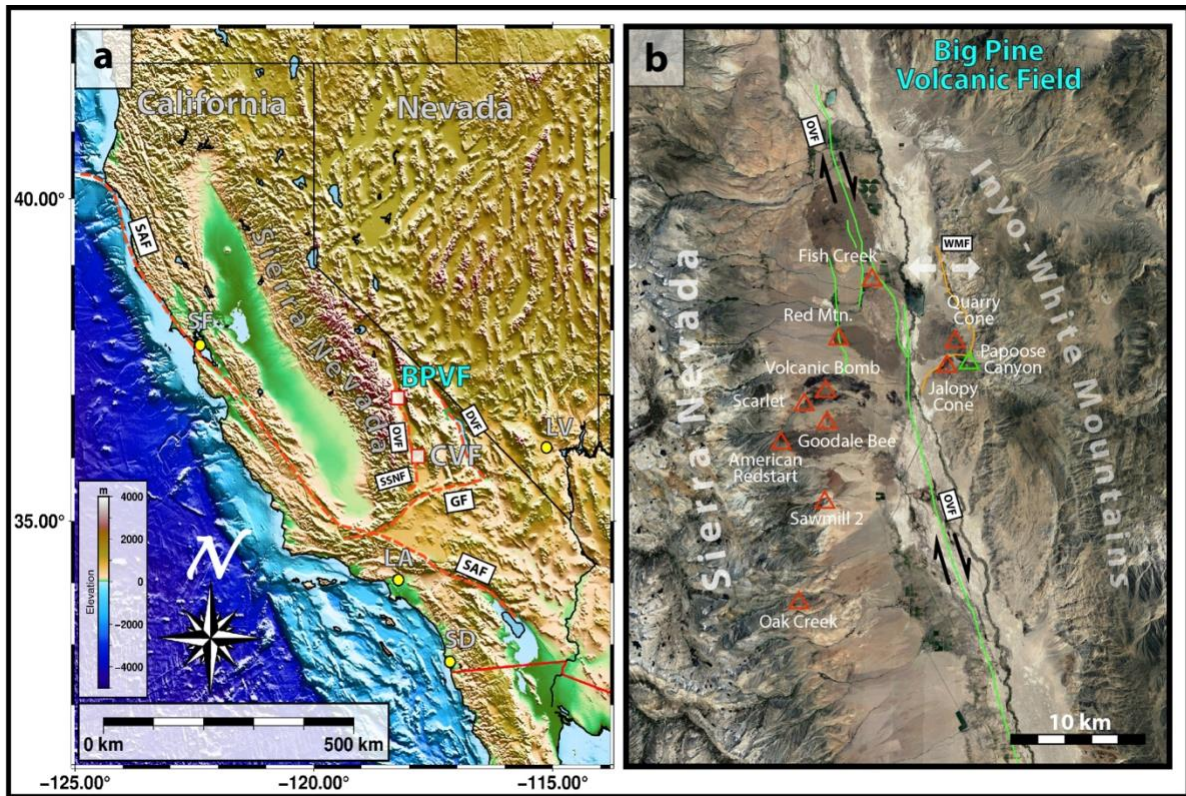 a
California
Nevada
40.00°
35.00°
−125.00°
−120.00°
−115.00°
SAF
Sierra Nevada
SF
BPVF
OVF
DVF
LV
CVF
SSNF
GF
LA
SAF
SD
m
4000
2000
0
−2000
−4000
Elevation
N
0 km
500 km
b
Big Pine
Volcanic Field
OVF
Inyo-White Mountains
WMF
Fish Creek
Quarry
Cone
Red Mtn.
Papoose
Canyon
Volcanic Bomb
Jalopy
Cone
Scarlet
Goodale Bee
American
Redstart
Sierra Nevada
OVF
Sawmill 2
Oak Creek
10 km